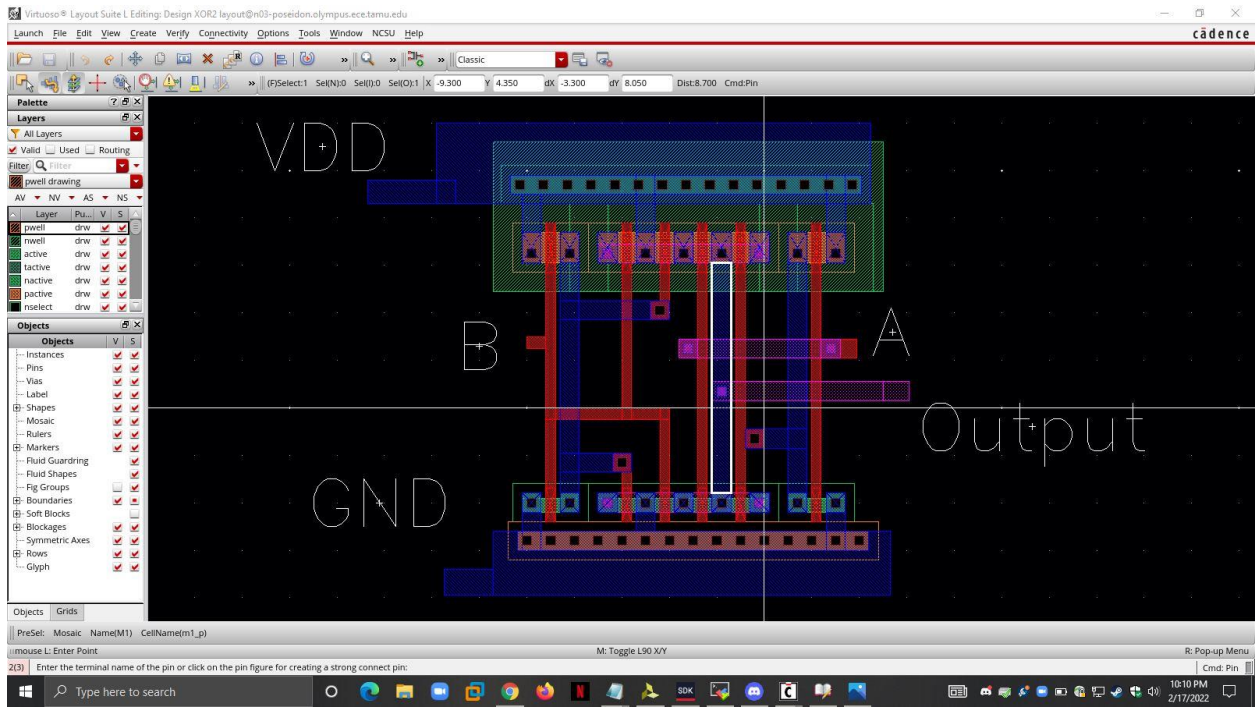 Virtuoso® Layout Suite L Editing: Design XOR2 layout@n03-poseidon.olympus.ece.tamu.edu
Launch File Edit View Create Verify Connectivity Options Tools Window NCSU Help
cādence
» » » Classic
» (F)Select:1 Sel(N):0 Sel(I):0 Sel(O):1 X -9.300 Y 4.350 dX -3.300 dY 8.050 Dist:8.700 Cmd:Pin
Palette
Layers
All Layers
Valid Used Routing
Filter Filter
pwell drawing
AV NV AS NS
Layer Pu... V S
pwell drw
nwell drw
active drw
tactive drw
nactive drw
pactive drw
nselect drw
Objects
Objects V S
Instances
Pins
Vias
Label
Shapes
Mosaic
Rulers
Markers
Fluid Guardring
Fluid Shapes
Fig Groups
Boundaries
Soft Blocks
Blockages
Symmetric Axes
Rows
Glyph
Objects Grids
VDD
B
A
Output
GND
PreSel: Mosaic Name(M1) CellName(m1_p)
mouse L: Enter Point M: Toggle L90 X/Y R: Pop-up Menu
2(3) Enter the terminal name of the pin or click on the pin figure for creating a strong connect pin: Cmd: Pin
Type here to search
N
SDK
10:10 PM
2/17/2022